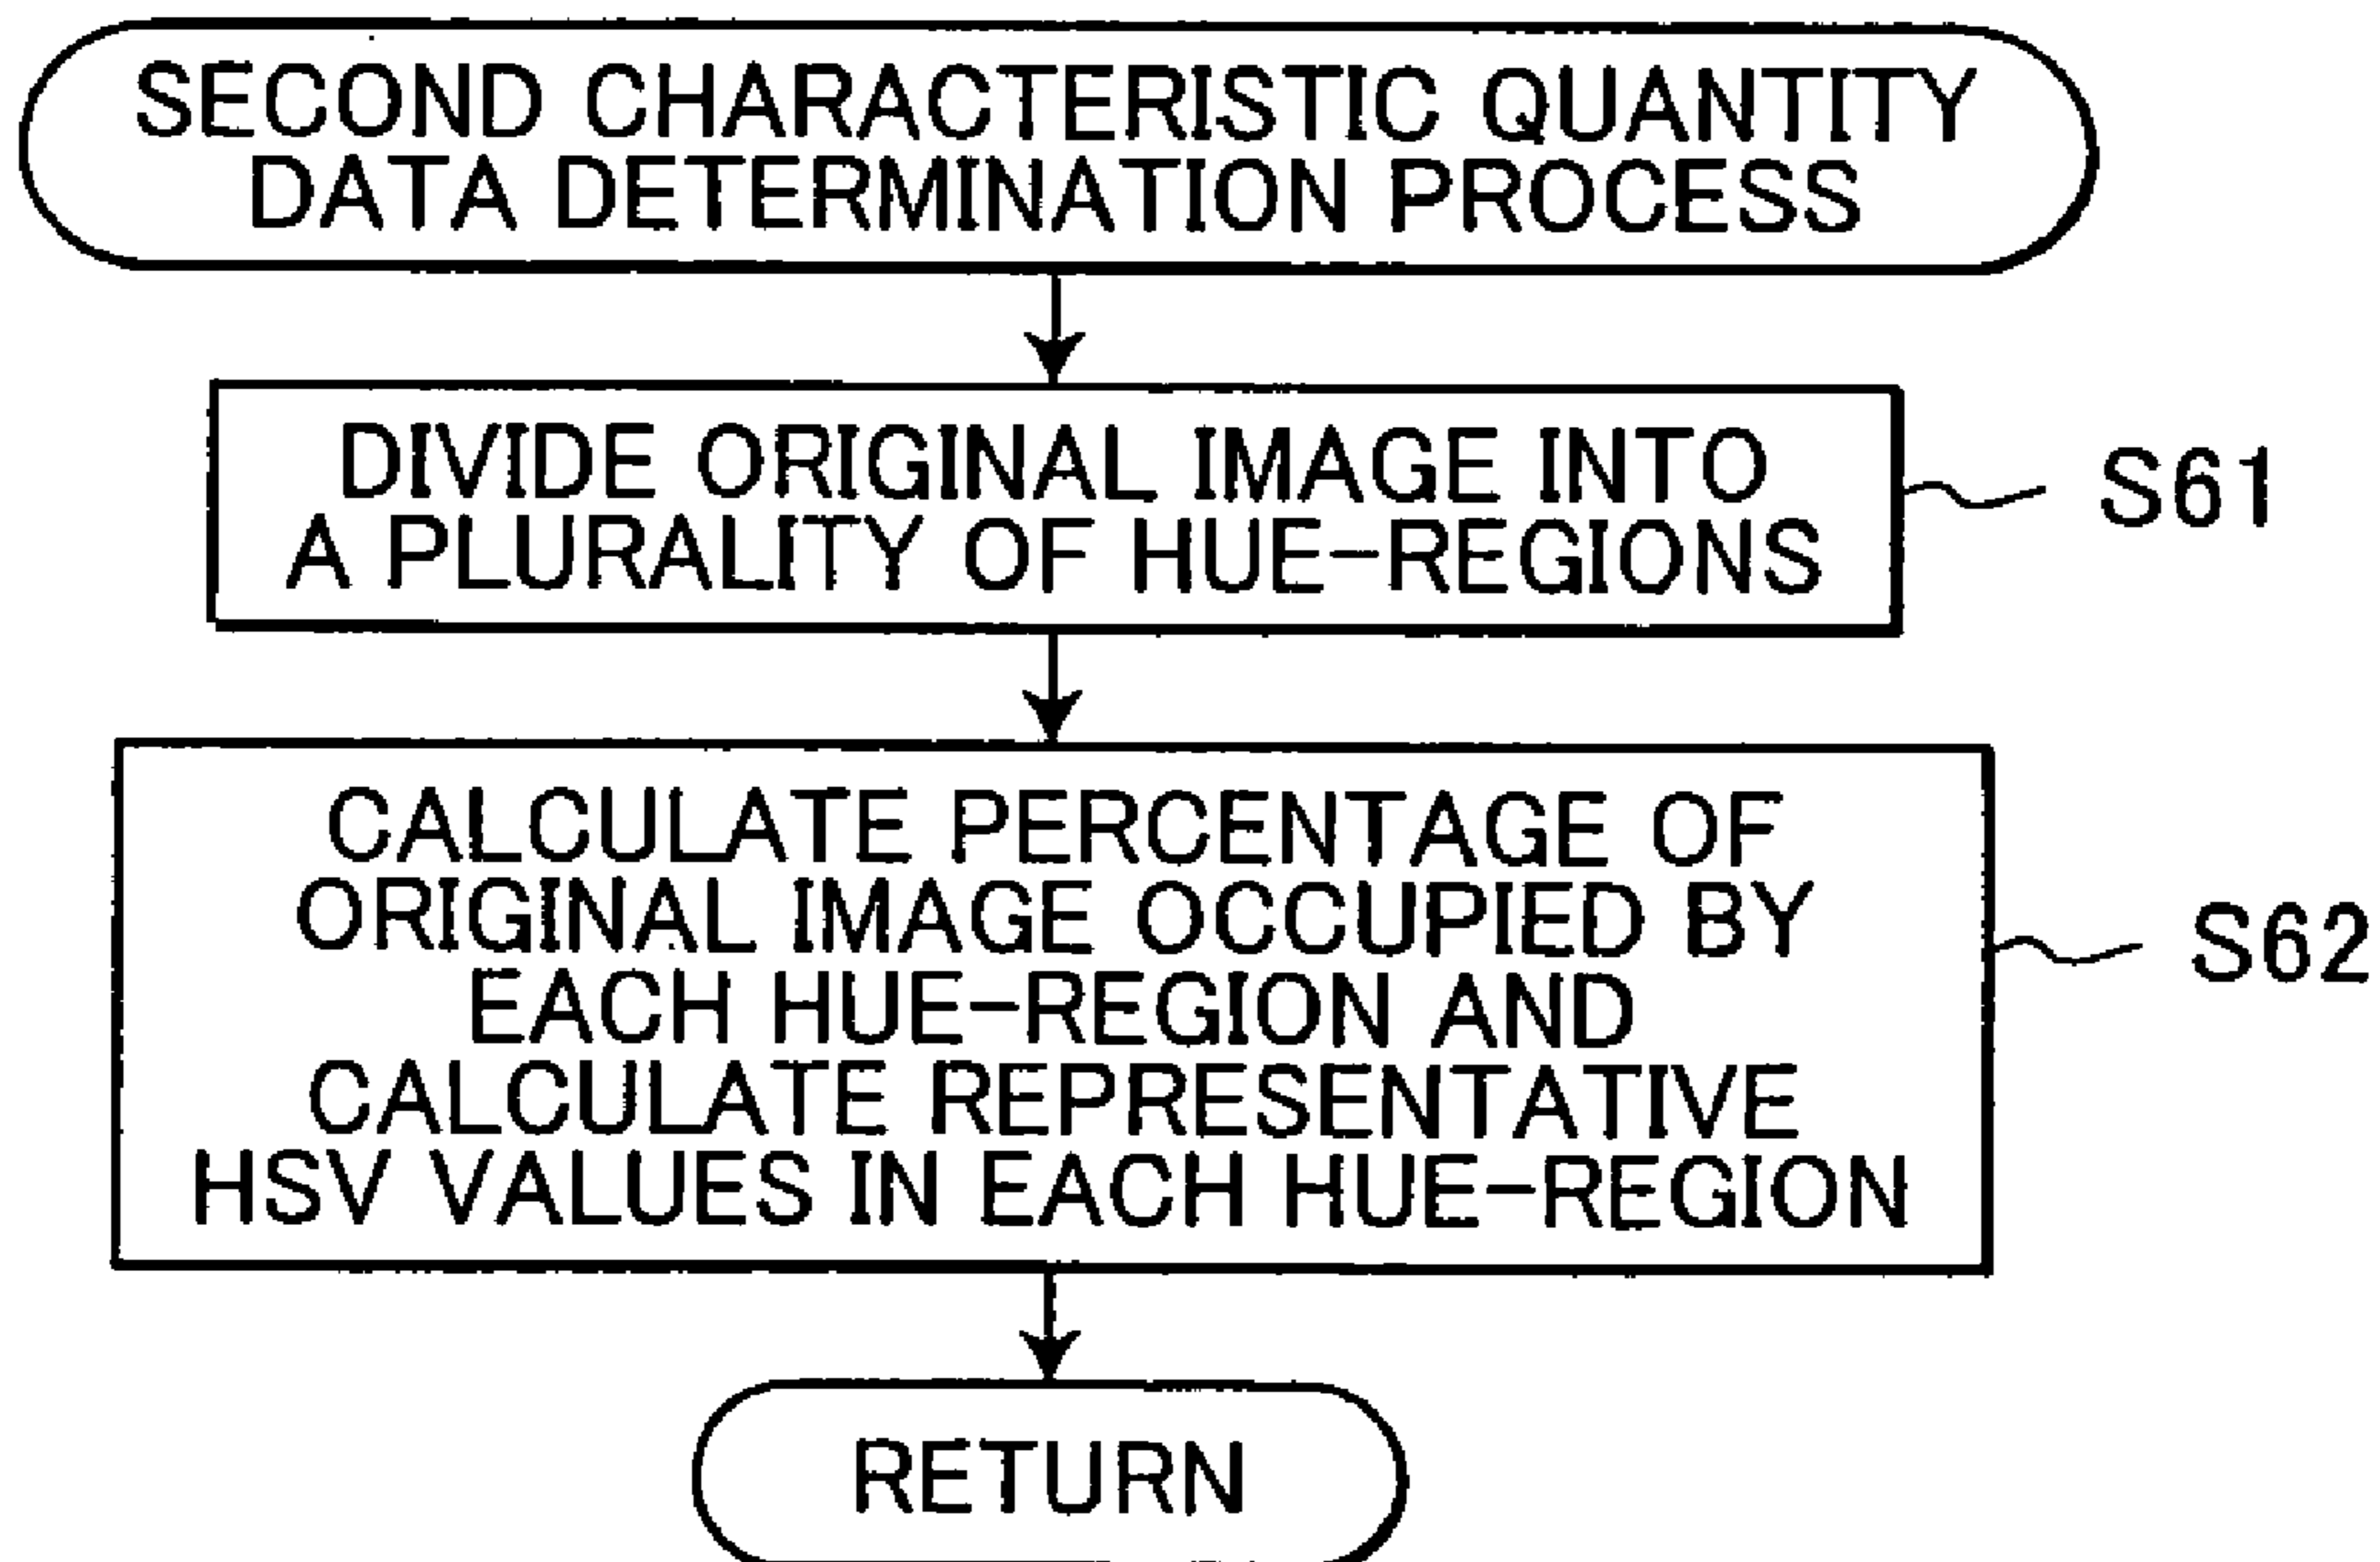 SECOND CHARACTERISTIC QUANTITY
DATA DETERMINATION PROCESS
DIVIDE ORIGINAL IMAGE INTO
A PLURALITY OF HUE-REGIONS
S61
CALCULATE PERCENTAGE OF
ORIGINAL IMAGE OCCUPIED BY
EACH HUE-REGION AND
CALCULATE REPRESENTATIVE
HSV VALUES IN EACH HUE-REGION
S62
RETURN